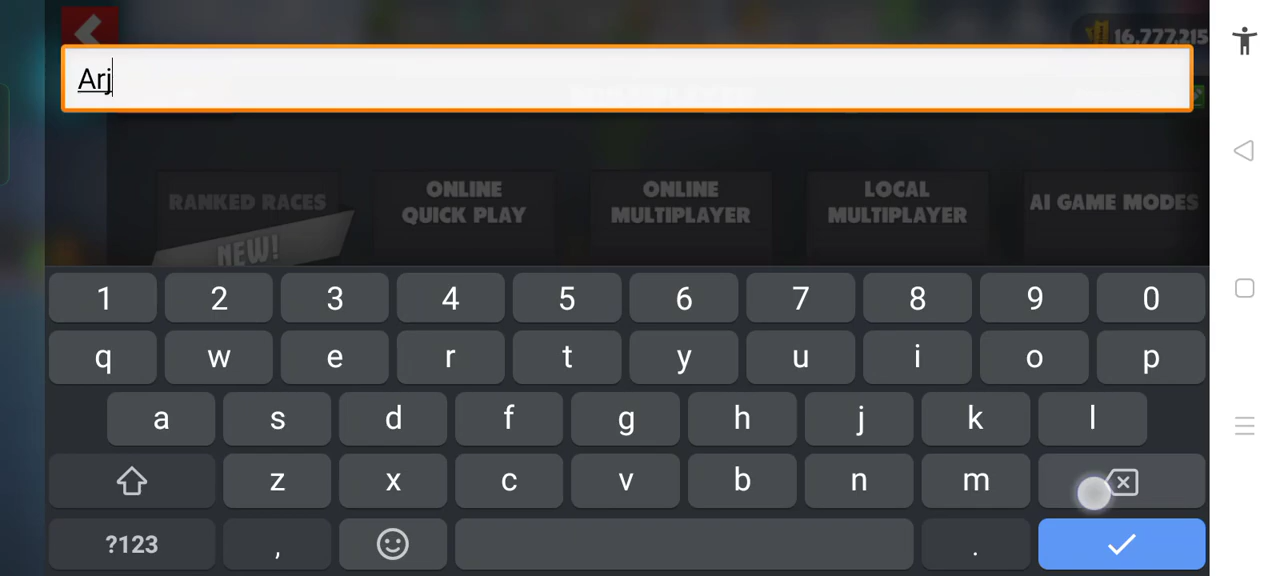 16,777,215
Arj
RANKED RACES
NEW!
ONLINE
QUICK PLAY
ONLINE
MULTIPLAYER
LOCAL
MULTIPLAYER
AI GAME MODES
1 2 3 4 5 6 7 8 9 0
q w e r t y u i o p
a s d f g h j k l
z x c v b n m
?123 , .